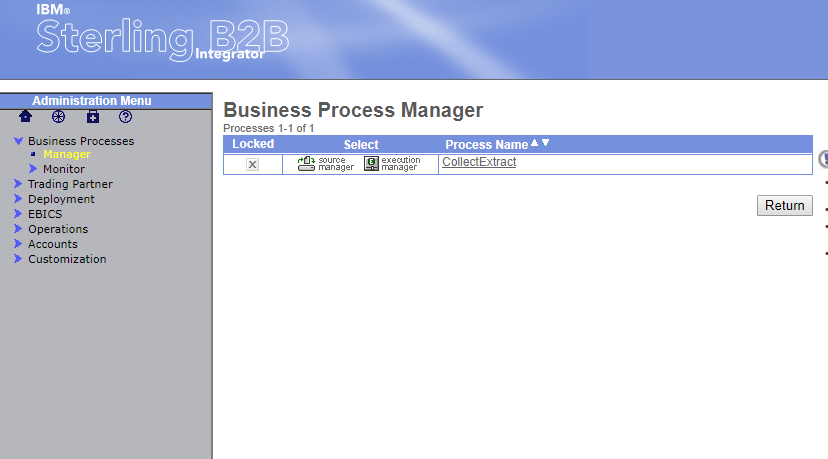 IBM®
Sterling B2B
Integrator
Administration Menu
Business Processes
Manager
Monitor
Trading Partner
Deployment
EBICS
Operations
Accounts
Customization
Business Process Manager
Processes 1-1 of 1
Locked Select Process Name
source manager execution manager CollectExtract
Return